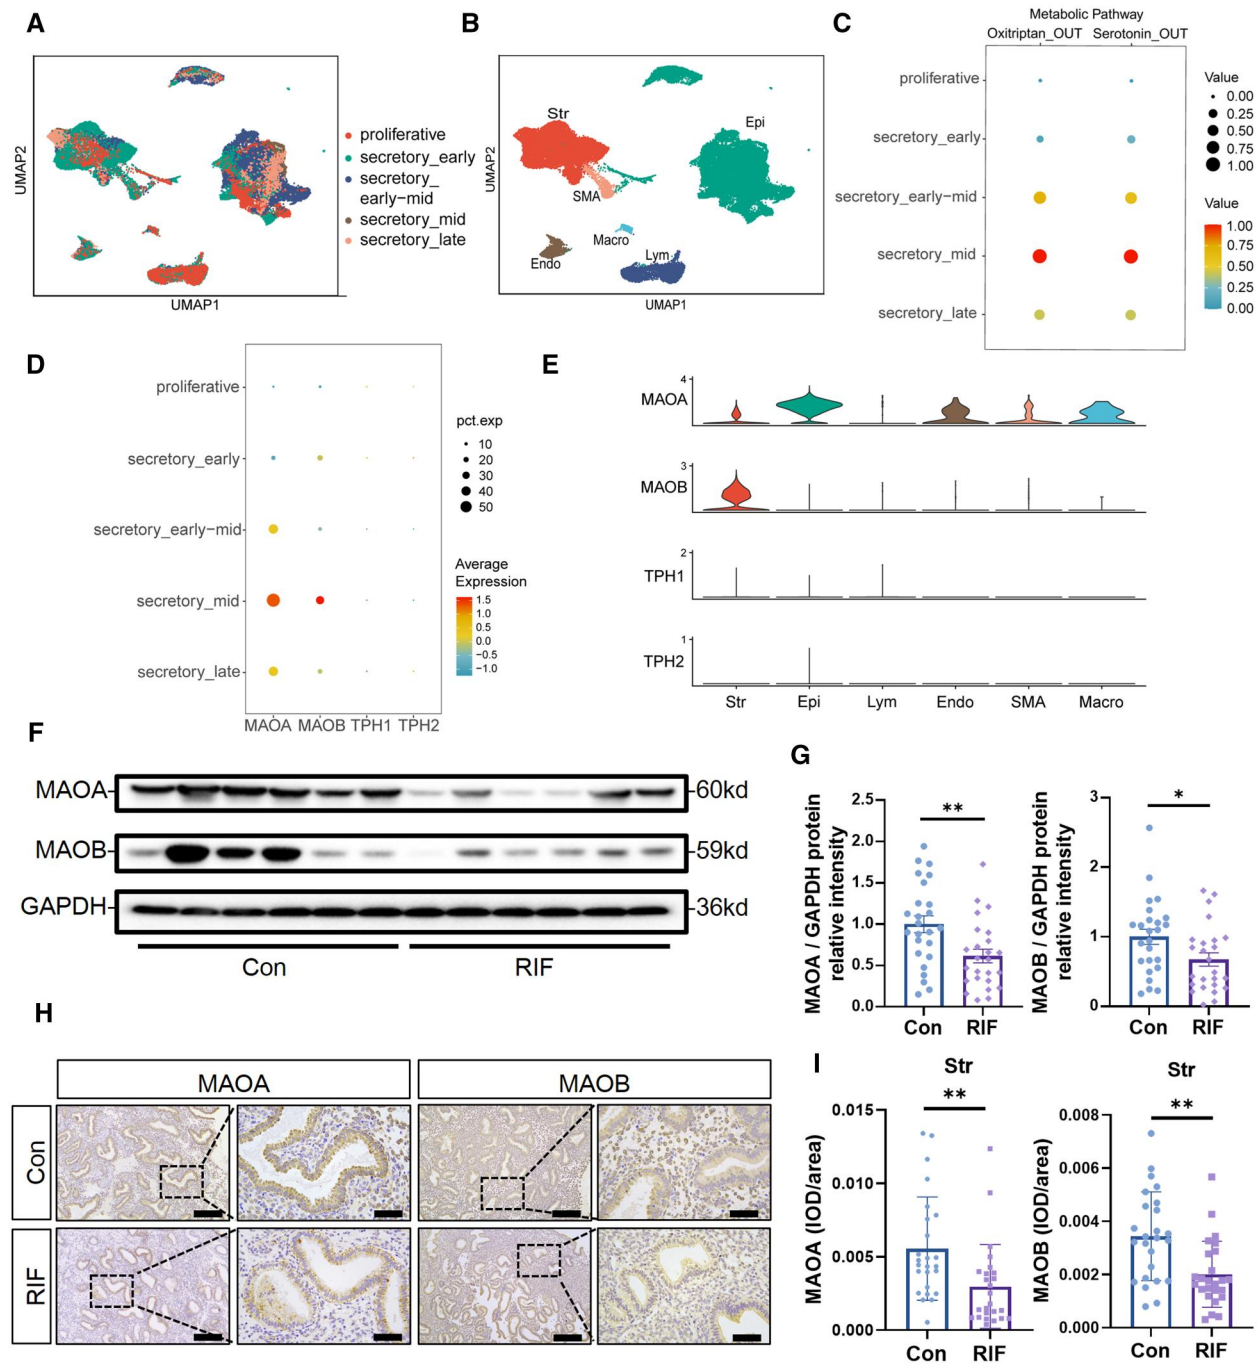 A
UMAP2
UMAP1
proliferative
secretory_early
secretory_
early−mid
secretory_mid
secretory_late
B
UMAP2
UMAP1
Str
Epi
SMA
Macro
Endo
Lym
C
Metabolic Pathway
Oxitriptan_OUT Serotonin_OUT
proliferative
secretory_early
secretory_early−mid
secretory_mid
secretory_late
Value
0.00
0.25
0.50
0.75
1.00
Value
1.00
0.75
0.50
0.25
0.00
D
proliferative
secretory_early
secretory_early−mid
secretory_mid
secretory_late
MAOA MAOB TPH1 TPH2
pct.exp
10
20
30
40
50
Average
Expression
1.5
1.0
0.5
0.0
−0.5
−1.0
E
4
MAOA
3
MAOB
2
TPH1
1
TPH2
Str Epi Lym Endo SMA Macro
F
MAOA 60kd
MAOB 59kd
GAPDH 36kd
Con RIF
G
MAOA / GAPDH protein
relative intensity
2.5
2.0
1.5
1.0
0.5
0.0
**
Con RIF
MAOB / GAPDH protein
relative intensity
3
2
1
0
*
Con RIF
H
MAOA MAOB
Con
RIF
I
Str
MAOA (IOD/area)
0.015
0.010
0.005
0.000
**
Con RIF
Str
MAOB (IOD/area)
0.008
0.006
0.004
0.002
0.000
**
Con RIF